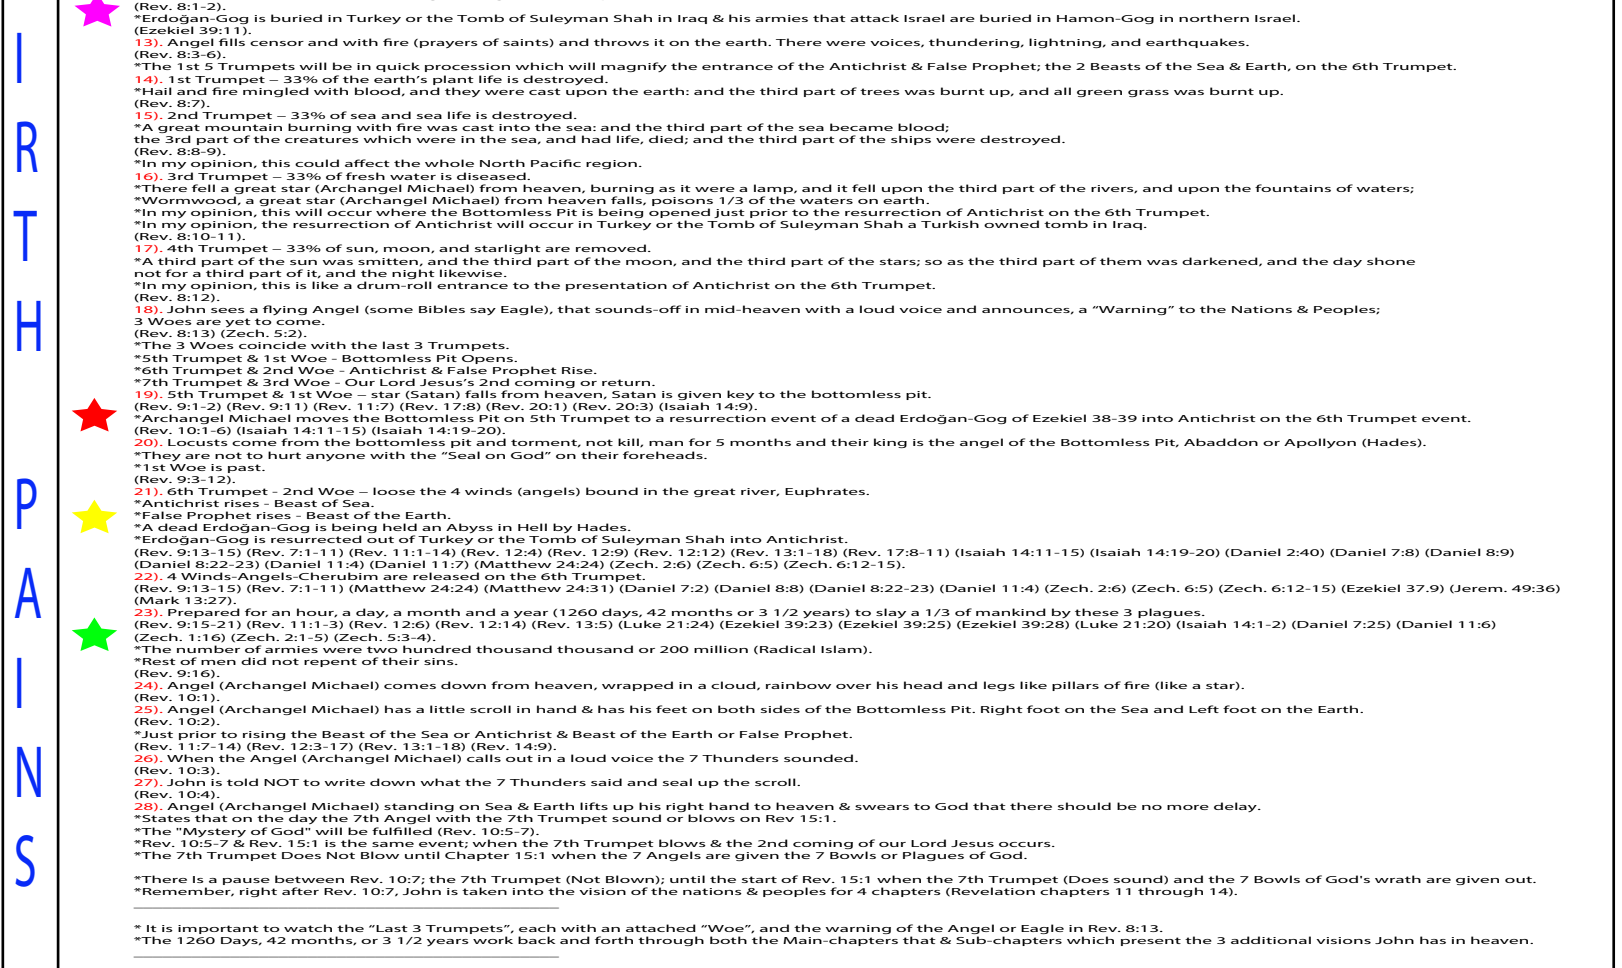 I
R
T
H
P
A
I
N
S
(Rev. 8:1-2).
*Erdoğan-Gog is buried in Turkey or the Tomb of Suleyman Shah in Iraq & his armies that attack Israel are buried in Hamon-Gog in northern Israel.
(Ezekiel 39:11).
13). Angel fills censor and with fire (prayers of saints) and throws it on the earth. There were voices, thundering, lightning, and earthquakes.
(Rev. 8:3-6).
*The 1st 5 Trumpets will be in quick procession which will magnify the entrance of the Antichrist & False Prophet; the 2 Beasts of the Sea & Earth, on the 6th Trumpet.
14). 1st Trumpet – 33% of the earth's plant life is destroyed.
*Hail and fire mingled with blood, and they were cast upon the earth: and the third part of trees was burnt up, and all green grass was burnt up.
(Rev. 8:7).
15). 2nd Trumpet – 33% of sea and sea life is destroyed.
*A great mountain burning with fire was cast into the sea: and the third part of the sea became blood;
the 3rd part of the creatures which were in the sea, and had life, died; and the third part of the ships were destroyed.
(Rev. 8:8-9).
*In my opinion, this could affect the whole North Pacific region.
16). 3rd Trumpet – 33% of fresh water is diseased.
*There fell a great star (Archangel Michael) from heaven, burning as it were a lamp, and it fell upon the third part of the rivers, and upon the fountains of waters;
*Wormwood, a great star (Archangel Michael) from heaven falls, poisons 1/3 of the waters on earth.
*In my opinion, this will occur where the Bottomless Pit is being opened just prior to the resurrection of Antichrist on the 6th Trumpet.
*In my opinion, the resurrection of Antichrist will occur in Turkey or the Tomb of Suleyman Shah a Turkish owned tomb in Iraq.
(Rev. 8:10-11).
17). 4th Trumpet – 33% of sun, moon, and starlight are removed.
*A third part of the sun was smitten, and the third part of the moon, and the third part of the stars; so as the third part of them was darkened, and the day shone
not for a third part of it, and the night likewise.
*In my opinion, this is like a drum-roll entrance to the presentation of Antichrist on the 6th Trumpet.
(Rev. 8:12).
18). John sees a flying Angel (some Bibles say Eagle), that sounds-off in mid-heaven with a loud voice and announces, a “Warning” to the Nations & Peoples;
3 Woes are yet to come.
(Rev. 8:13) (Zech. 5:2).
*The 3 Woes coincide with the last 3 Trumpets.
*5th Trumpet & 1st Woe - Bottomless Pit Opens.
*6th Trumpet & 2nd Woe - Antichrist & False Prophet Rise.
*7th Trumpet & 3rd Woe - Our Lord Jesus’s 2nd coming or return.
19). 5th Trumpet & 1st Woe – star (Satan) falls from heaven, Satan is given key to the bottomless pit.
(Rev. 9:1-2) (Rev. 9:11) (Rev. 11:7) (Rev. 17:8) (Rev. 20:1) (Rev. 20:3) (Isaiah 14:9).
*Archangel Michael moves the Bottomless Pit on 5th Trumpet to a resurrection event of a dead Erdoğan-Gog of Ezekiel 38-39 into Antichrist on the 6th Trumpet event.
(Rev. 10:1-6) (Isaiah 14:11-15) (Isaiah 14:19-20).
20). Locusts come from the bottomless pit and torment, not kill, man for 5 months and their king is the angel of the Bottomless Pit, Abaddon or Apollyon (Hades).
*They are not to hurt anyone with the “Seal on God” on their foreheads.
*1st Woe is past.
(Rev. 9:3-12).
21). 6th Trumpet - 2nd Woe – loose the 4 winds (angels) bound in the great river, Euphrates.
*Antichrist rises - Beast of Sea.
*False Prophet rises - Beast of the Earth.
*A dead Erdoğan-Gog is being held an Abyss in Hell by Hades.
*Erdoğan-Gog is resurrected out of Turkey or the Tomb of Suleyman Shah into Antichrist.
(Rev. 9:13-15) (Rev. 7:1-11) (Rev. 11:1-14) (Rev. 12:4) (Rev. 12:9) (Rev. 12:12) (Rev. 13:1-18) (Rev. 17:8-11) (Isaiah 14:11-15) (Isaiah 14:19-20) (Daniel 2:40) (Daniel 7:8) (Daniel 8:9)
(Daniel 8:22-23) (Daniel 11:4) (Daniel 11:7) (Matthew 24:24) (Zech. 2:6) (Zech. 6:5) (Zech. 6:12-15).
22). 4 Winds-Angels-Cherubim are released on the 6th Trumpet.
(Rev. 9:13-15) (Rev. 7:1-11) (Matthew 24:24) (Matthew 24:31) (Daniel 7:2) (Daniel 8:8) (Daniel 8:22-23) (Daniel 11:4) (Zech. 2:6) (Zech. 6:5) (Zech. 6:12-15) (Ezekiel 37.9) (Jerem. 49:36)
(Mark 13:27).
23). Prepared for an hour, a day, a month and a year (1260 days, 42 months or 3 1/2 years) to slay a 1/3 of mankind by these 3 plagues.
(Rev. 9:15-21) (Rev. 11:1-3) (Rev. 12:6) (Rev. 12:14) (Rev. 13:5) (Luke 21:24) (Ezekiel 39:23) (Ezekiel 39:25) (Ezekiel 39:28) (Luke 21:20) (Isaiah 14:1-2) (Daniel 7:25) (Daniel 11:6)
(Zech. 1:16) (Zech. 2:1-5) (Zech. 5:3-4).
*The number of armies were two hundred thousand thousand or 200 million (Radical Islam).
*Rest of men did not repent of their sins.
(Rev. 9:16).
24). Angel (Archangel Michael) comes down from heaven, wrapped in a cloud, rainbow over his head and legs like pillars of fire (like a star).
(Rev. 10:1).
25). Angel (Archangel Michael) has a little scroll in hand & has his feet on both sides of the Bottomless Pit. Right foot on the Sea and Left foot on the Earth.
(Rev. 10:2).
*Just prior to rising the Beast of the Sea or Antichrist & Beast of the Earth or False Prophet.
(Rev. 11:7-14) (Rev. 12:3-17) (Rev. 13:1-18) (Rev. 14:9).
26). When the Angel (Archangel Michael) calls out in a loud voice the 7 Thunders sounded.
(Rev. 10:3).
27). John is told NOT to write down what the 7 Thunders said and seal up the scroll.
(Rev. 10:4).
28). Angel (Archangel Michael) standing on Sea & Earth lifts up his right hand to heaven & swears to God that there should be no more delay.
*States that on the day the 7th Angel with the 7th Trumpet sound or blows on Rev 15:1.
*The "Mystery of God" will be fulfilled (Rev. 10:5-7).
*Rev. 10:5-7 & Rev. 15:1 is the same event; when the 7th Trumpet blows & the 2nd coming of our Lord Jesus occurs.
*The 7th Trumpet Does Not Blow until Chapter 15:1 when the 7 Angels are given the 7 Bowls or Plagues of God.
*There Is a pause between Rev. 10:7; the 7th Trumpet (Not Blown); until the start of Rev. 15:1 when the 7th Trumpet (Does sound) and the 7 Bowls of God's wrath are given out.
*Remember, right after Rev. 10:7, John is taken into the vision of the nations & peoples for 4 chapters (Revelation chapters 11 through 14).
* It is important to watch the “Last 3 Trumpets”, each with an attached “Woe”, and the warning of the Angel or Eagle in Rev. 8:13.
*The 1260 Days, 42 months, or 3 1/2 years work back and forth through both the Main-chapters that & Sub-chapters which present the 3 additional visions John has in heaven.